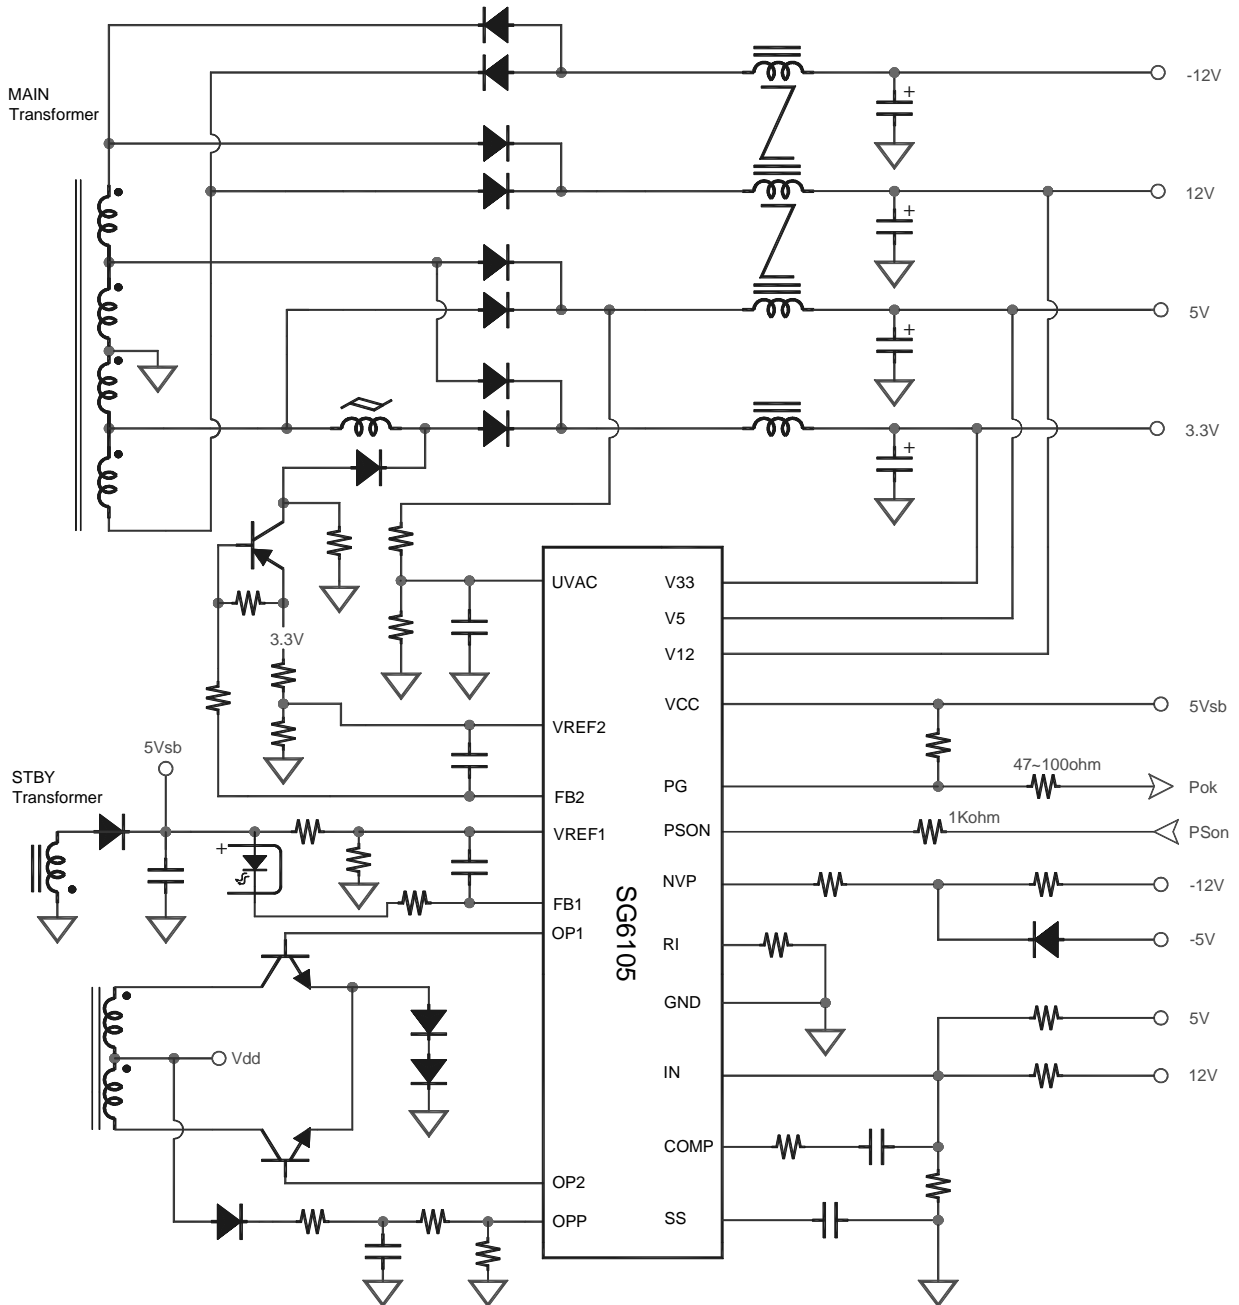 -12V
MAIN
Transformer
12V
5V
3.3V
UVAC
V33
V5
3.3V
V12
VCC
5Vsb
VREF2
5Vsb
47~100ohm
STBY
Transformer
PG
Pok
FB2
1Kohm
VREF1
PSON
PSon
NVP
-12V
FB1
OP1
SG6105
RI
-5V
GND
5V
Vdd
IN
12V
COMP
OP2
OPP
SS
+
+
+
+
+